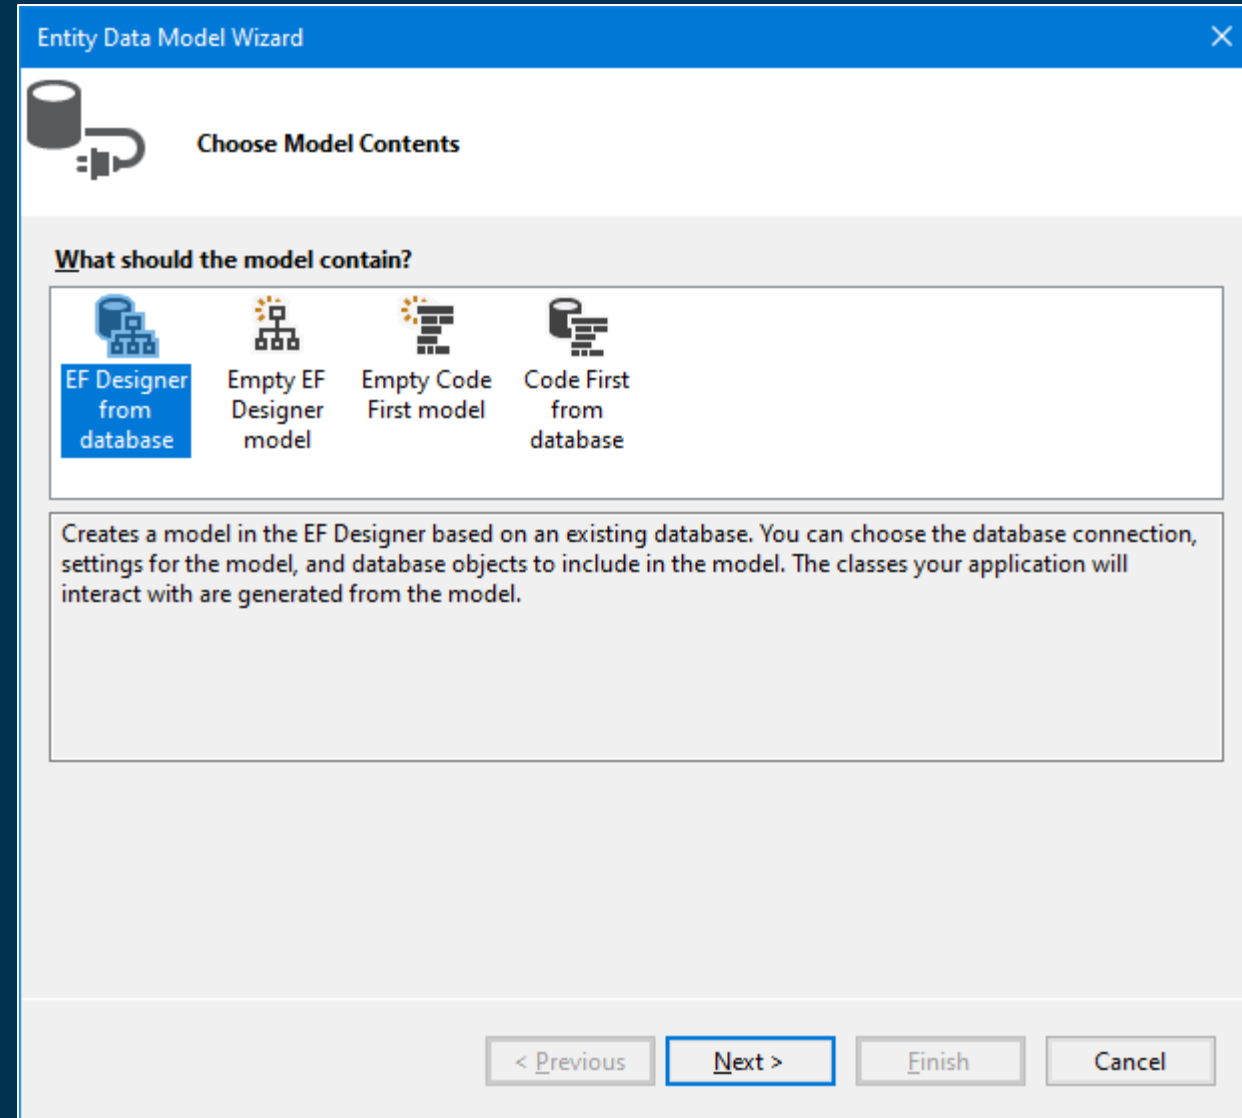 Entity Data Model Wizard
Choose Model Contents
What should the model contain?
EF Designer
from
database
Empty EF
Designer
model
Empty Code
First model
Code First
from
database
Creates a model in the EF Designer based on an existing database. You can choose the database connection,
settings for the model, and database objects to include in the model. The classes your application will
interact with are generated from the model.
< Previous
Next >
Finish
Cancel